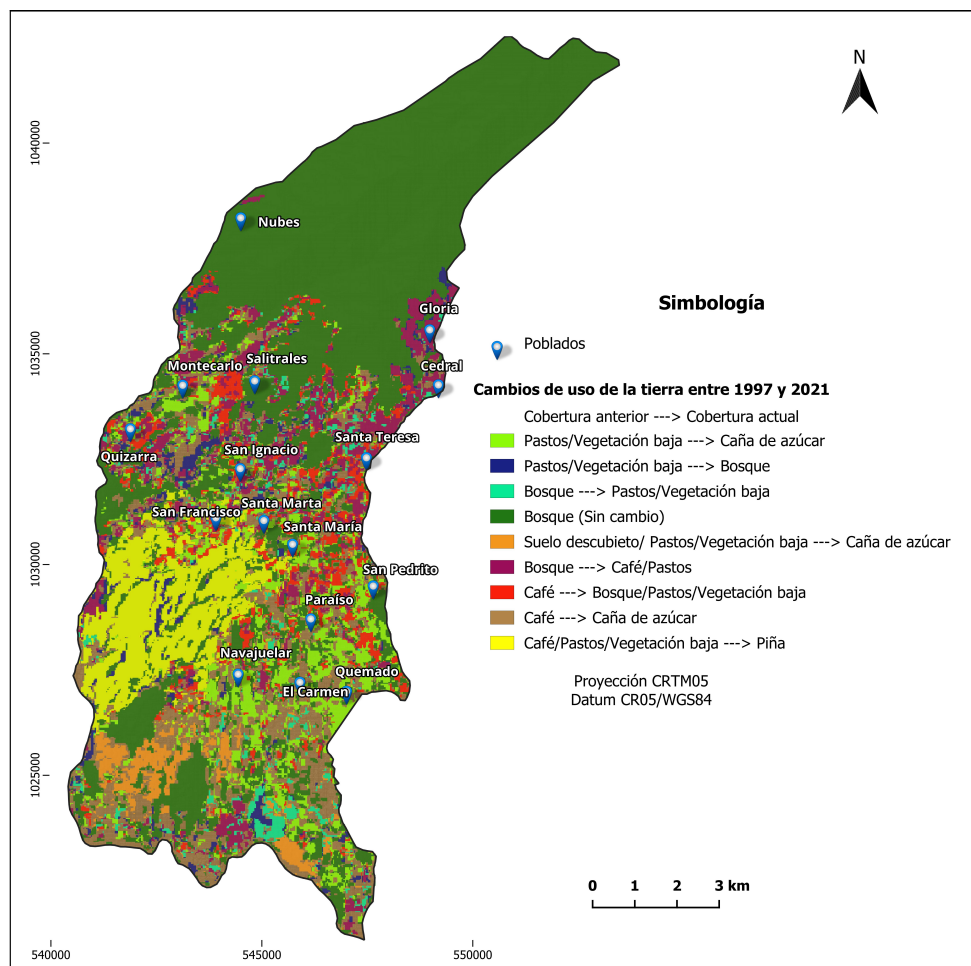 N
1040000
1035000
1030000
1025000
540000
545000
550000
Nubes
Gloria
Montecarlo
Salitrales
Cedral
Quizarra
San Ignacio
Santa Teresa
San Francisco
Santa Marta
Santa María
San Pedrito
Paraíso
Navajuelar
Quemado
El Carmen
Simbología
Poblados
Cambios de uso de la tierra entre 1997 y 2021
Cobertura anterior ---> Cobertura actual
Pastos/Vegetación baja ---> Caña de azúcar
Pastos/Vegetación baja ---> Bosque
Bosque ---> Pastos/Vegetación baja
Bosque (Sin cambio)
Suelo descubieto/ Pastos/Vegetación baja ---> Caña de azúcar
Bosque ---> Café/Pastos
Café ---> Bosque/Pastos/Vegetación baja
Café ---> Caña de azúcar
Café/Pastos/Vegetación baja ---> Piña
Proyección CRTM05
Datum CR05/WGS84
0 1 2 3 km